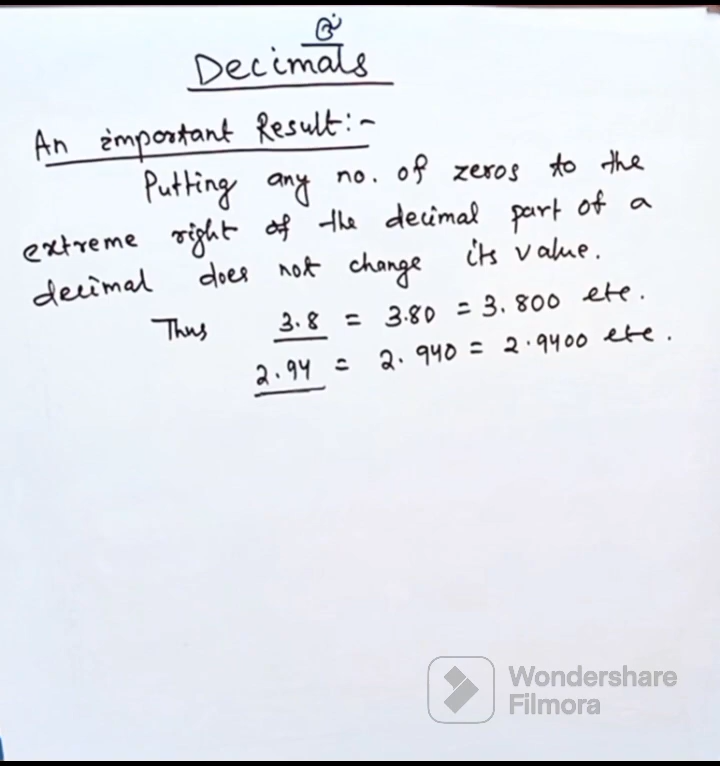 Decimals
An important Result:-
Putting any no. of zeros to the
extreme right of the decimal part of a
decimal does not change its value.
Thus 3.8 = 3.80 = 3.800 etc.
2.94 = 2.940 = 2.9400 etc.
Wondershare
Filmora